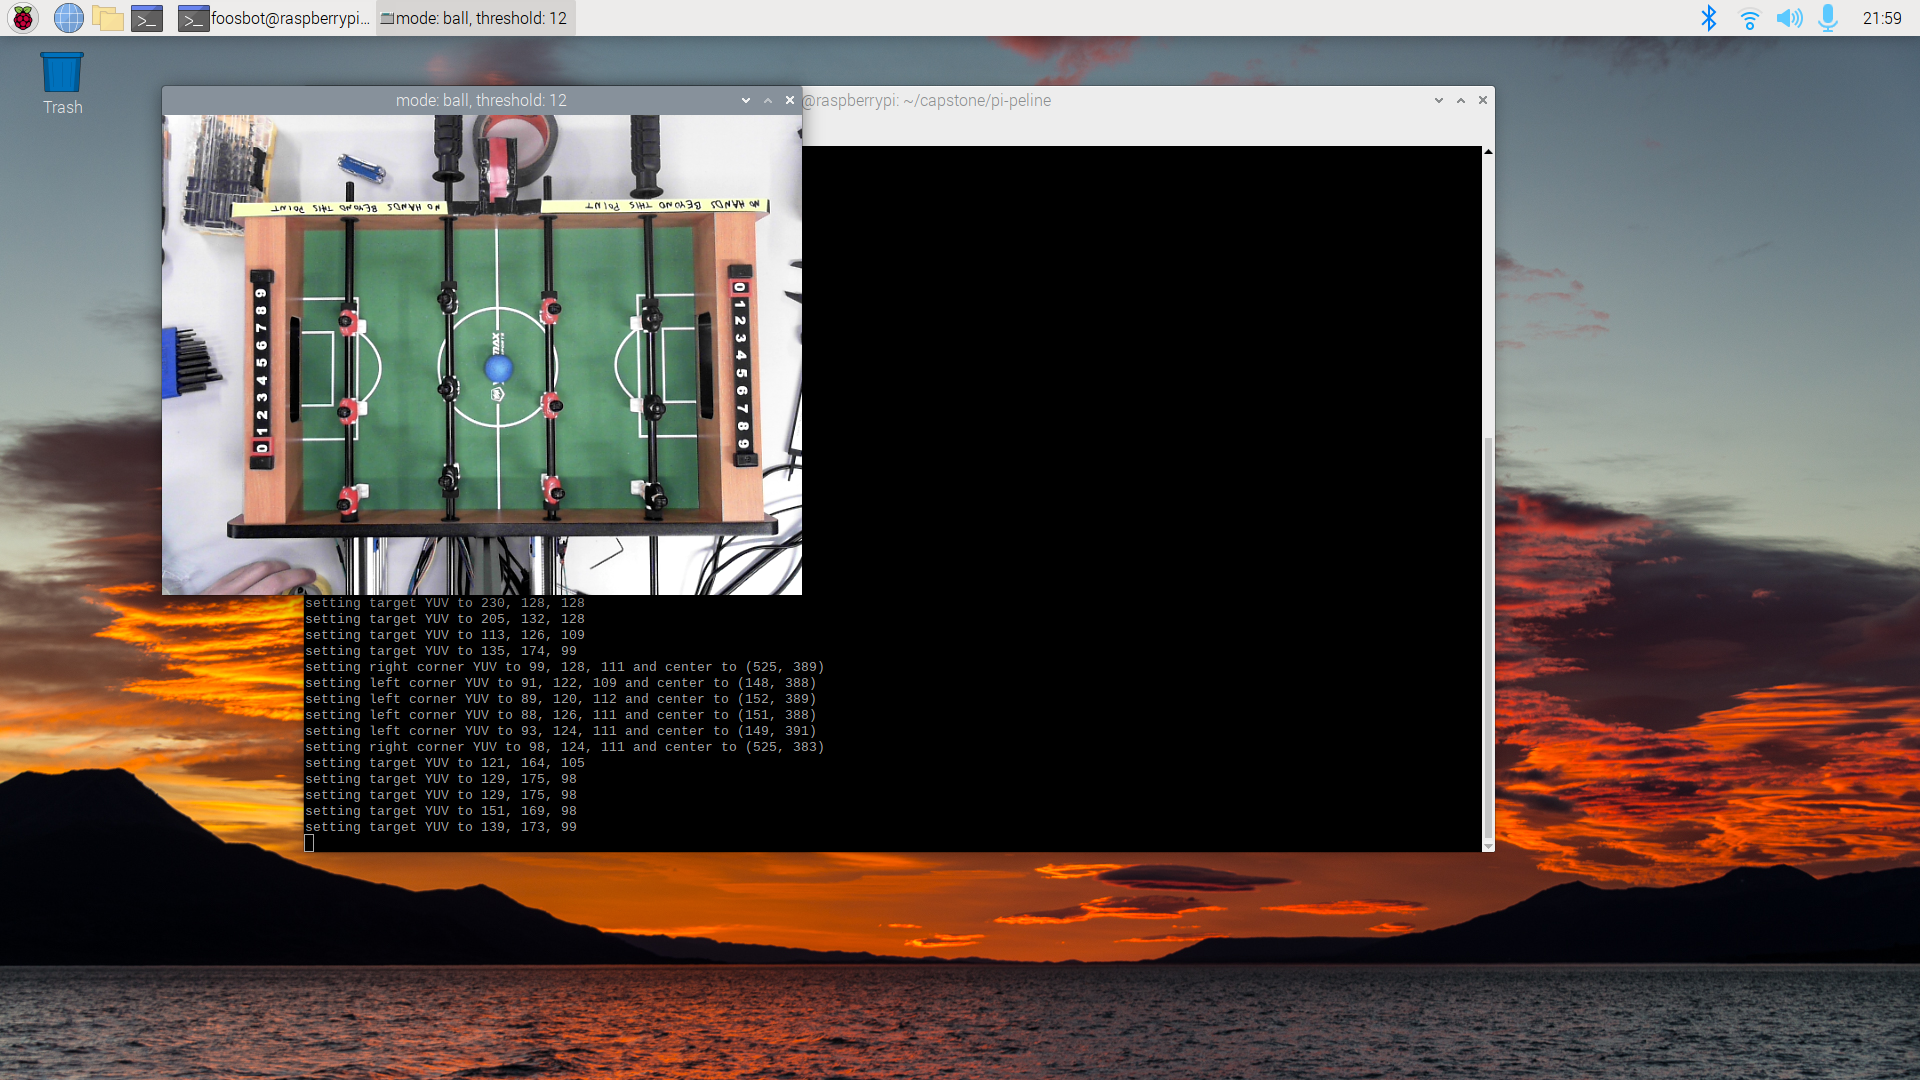 foosbot@raspberrypi…
mode: ball, threshold: 12
21:59
Trash
mode: ball, threshold: 12
@raspberrypi: ~/capstone/pi-peline
NO HANDS BEYOND THIS POINT
NO HANDS BEYOND THIS POINT
0 1 2 3 4 5 6 7 8 9
0 1 2 3 4 5 6 7 8 9
setting target YUV to 230, 128, 128
setting target YUV to 205, 132, 128
setting target YUV to 113, 126, 109
setting target YUV to 135, 174, 99
setting right corner YUV to 99, 128, 111 and center to (525, 389)
setting left corner YUV to 91, 122, 109 and center to (148, 388)
setting left corner YUV to 89, 120, 112 and center to (152, 389)
setting left corner YUV to 88, 126, 111 and center to (151, 388)
setting left corner YUV to 93, 124, 111 and center to (149, 391)
setting right corner YUV to 98, 124, 111 and center to (525, 383)
setting target YUV to 121, 164, 105
setting target YUV to 129, 175, 98
setting target YUV to 129, 175, 98
setting target YUV to 151, 169, 98
setting target YUV to 139, 173, 99